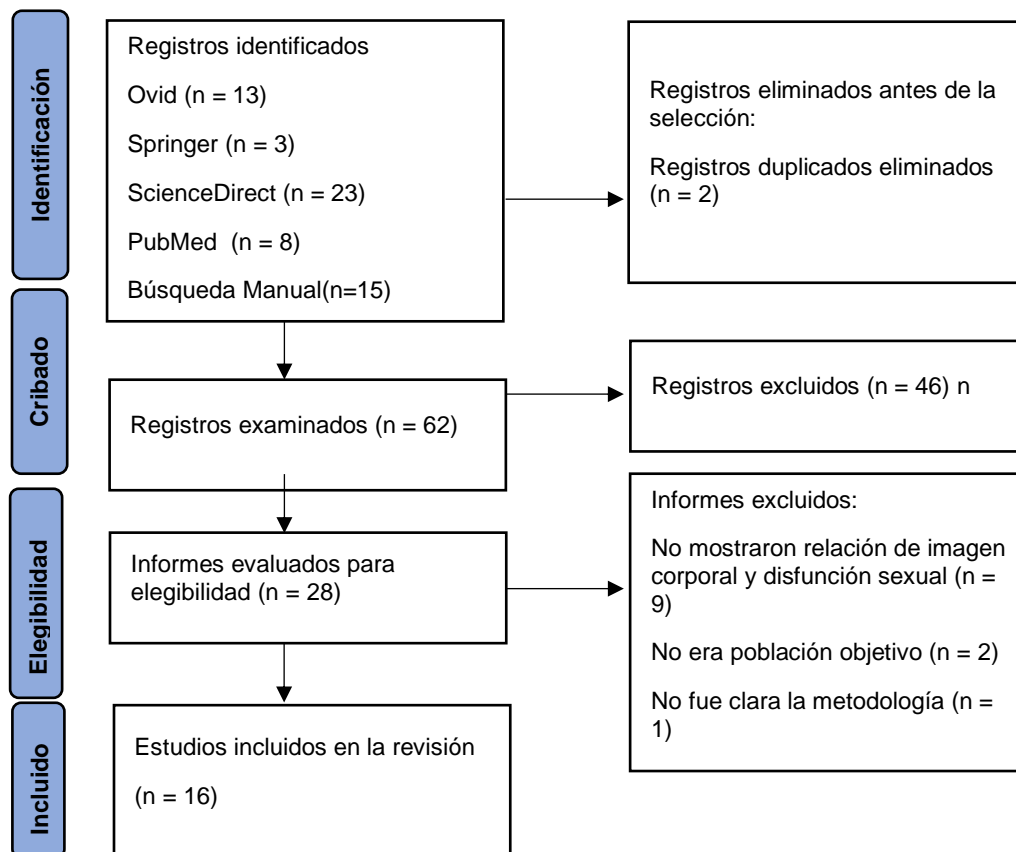 Identificación
Registros identificados
Ovid (n = 13)
Springer (n = 3)
ScienceDirect (n = 23)
PubMed (n = 8)
Búsqueda Manual(n=15)
Registros eliminados antes de la
selección:
Registros duplicados eliminados
(n = 2)
Cribado
Registros examinados (n = 62)
Registros excluidos (n = 46) n
Elegibilidad
Informes evaluados para
elegibilidad (n = 28)
Informes excluidos:
No mostraron relación de imagen
corporal y disfunción sexual (n =
9)
No era población objetivo (n = 2)
No fue clara la metodología (n =
1)
Incluido
Estudios incluidos en la revisión
(n = 16)